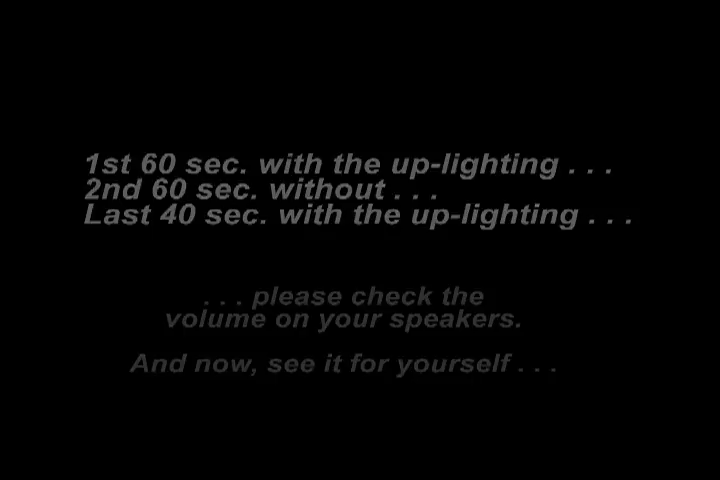 1st 60 sec. with the up-lighting . . .
2nd 60 sec. without . . .
Last 40 sec. with the up-lighting . . .
. . . please check the
volume on your speakers.
And now, see it for yourself . . .